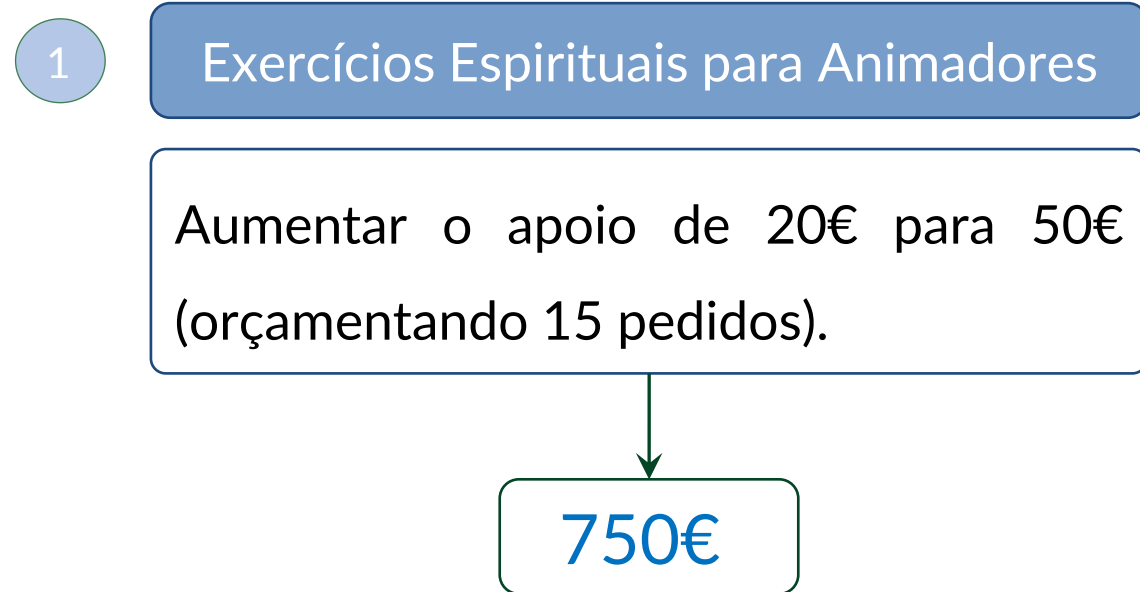 1
Exercícios Espirituais para Animadores
Aumentar o apoio de 20€ para 50€
(orçamentando 15 pedidos).
750€